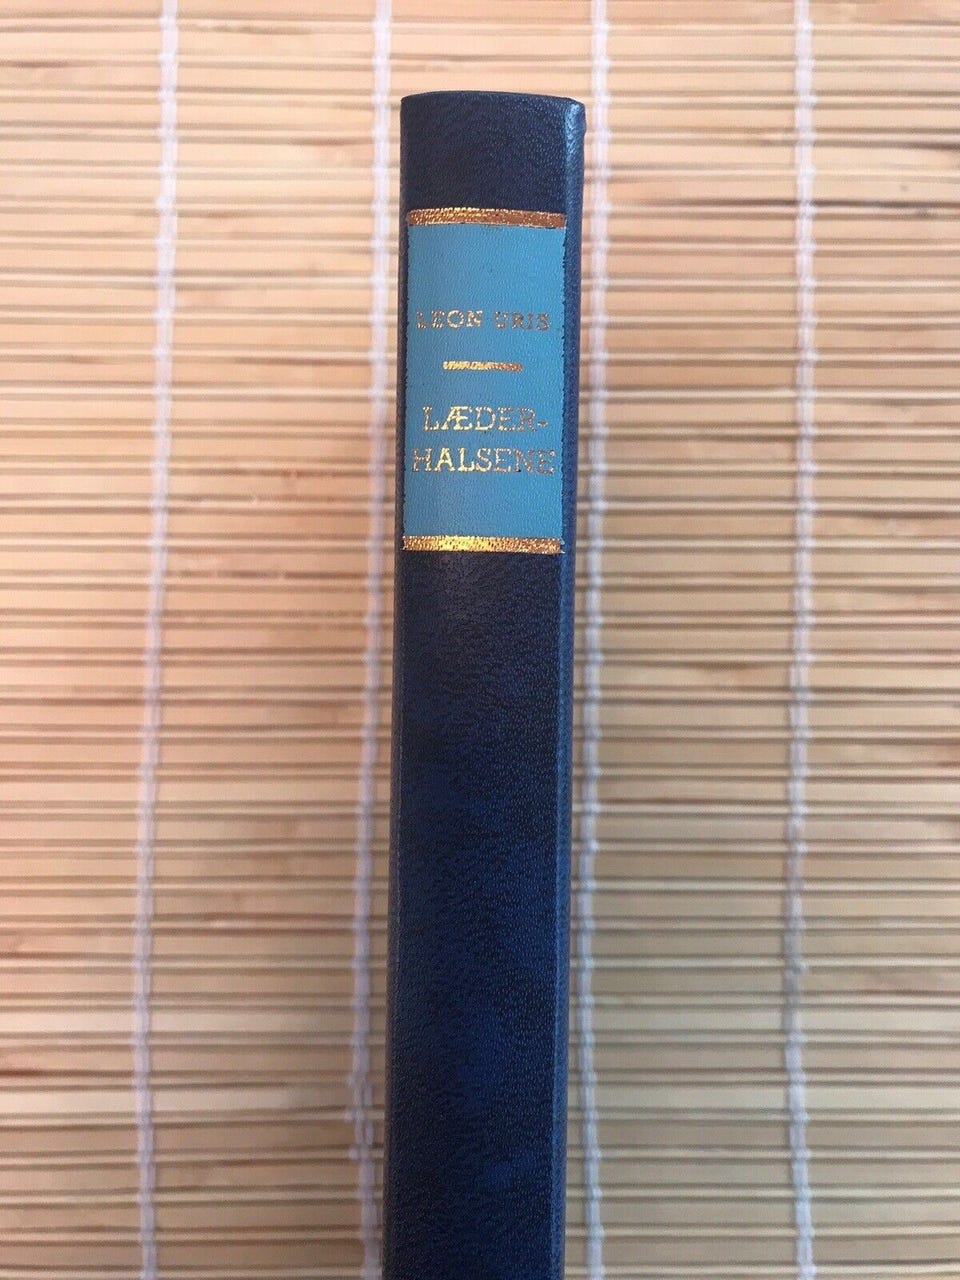 LEON URIS
LÆDER-
HALSENE